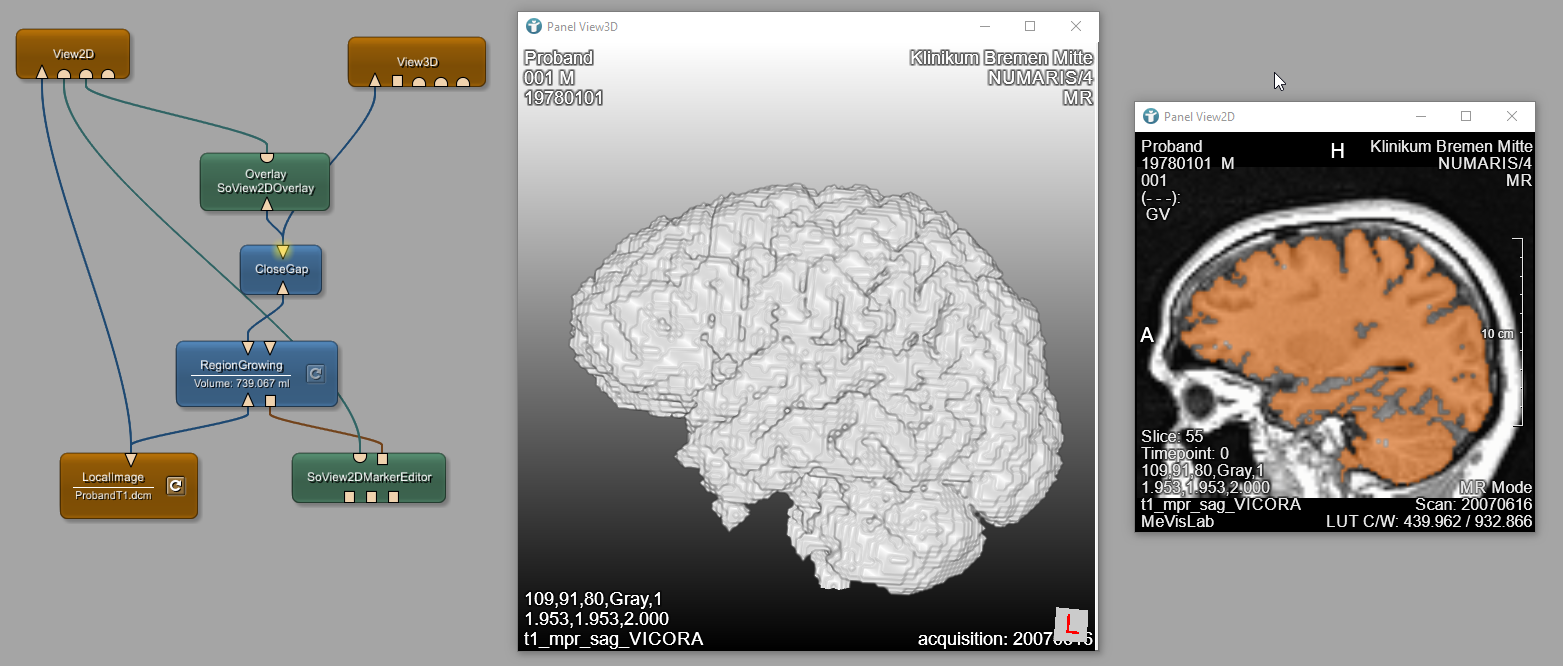 View2D
View3D
Overlay
SoView2DOverlay
CloseGap
RegionGrowing
Volume: 739.067 ml
LocalImage
ProbandT1.dcm
SoView2DMarkerEditor
Panel View3D
Proband
001 M
19780101
Klinikum Bremen Mitte
NUMARIS/4
MR
109,91,80,Gray,1
1.953,1.953,2.000
t1_mpr_sag_VICORA
acquisition: 20070616
L
Panel View2D
Proband
19780101 M
001
(- - -):
GV
H
Klinikum Bremen Mitte
NUMARIS/4
MR
A
10 cm
Slice: 55
Timepoint: 0
109,91,80,Gray,1
1.953,1.953,2.000
t1_mpr_sag_VICORA
MeVisLab
MR Mode
Scan: 20070616
LUT C/W: 439.962 / 932.866